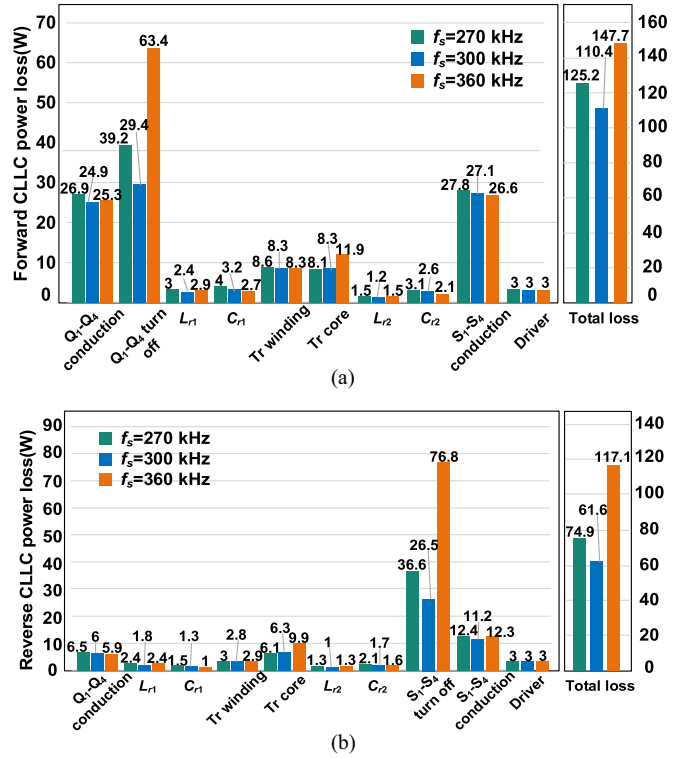 Forward CLLC power loss(W)
70
60
50
40
30
20
10
0
fs=270 kHz
fs=300 kHz
fs=360 kHz
26.9
24.9
25.3
39.2
29.4
63.4
3
2.4
2.9
4
3.2
2.7
8.6
8.3
8.3
8.1
8.3
11.9
1.5
1.2
1.5
3.1
2.6
2.1
27.8
27.1
26.6
3
3
3
Q1-Q4
conduction
Q1-Q4 turn
off
Lr1
Cr1
Tr winding
Tr core
Lr2
Cr2
S1-S4
conduction
Driver
125.2
110.4
147.7
160
140
120
100
80
60
40
20
0
Total loss
(a)
Reverse CLLC power loss(W)
90
80
70
60
50
40
30
20
10
0
fs=270 kHz
fs=300 kHz
fs=360 kHz
6.5
6
5.9
2.4
1.8
2.4
1.5
1.3
1
3
2.8
2.9
6.1
6.3
9.9
1.3
1
1.3
2.1
1.7
1.6
36.6
26.5
76.8
12.4
11.2
12.3
3
3
3
Q1-Q4
conduction
Lr1
Cr1
Tr winding
Tr core
Lr2
Cr2
S1-S4
turn off
S1-S4
conduction
Driver
74.9
61.6
117.1
140
120
100
80
60
40
20
0
Total loss
(b)